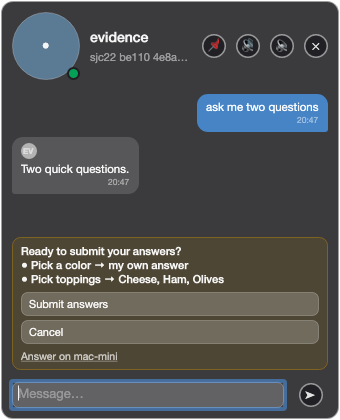 evidence
sjc22 be110 4e8a…
ask me two questions
20:47
EV
Two quick questions.
20:47
Ready to submit your answers?
• Pick a color → my own answer
• Pick toppings → Cheese, Ham, Olives
Submit answers
Cancel
Answer on mac-mini
Message…